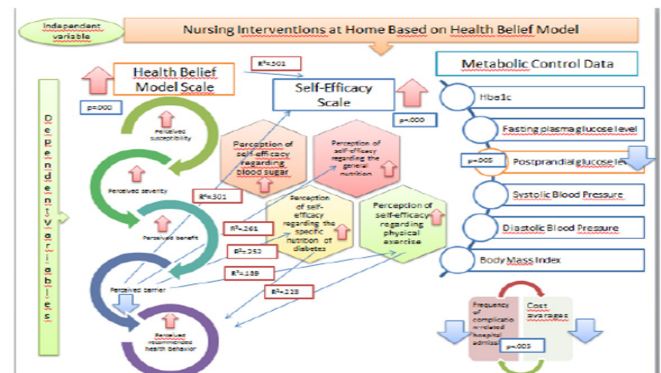 Independent
variable
Nursing Interventions at Home Based on Health Belief Model
Health Belief
Model Scale
p=.000
R²=.501
Self-Efficacy
Scale
p=.000
Metabolic Control Data
Hba1c
Fasting plasma glucose level
p=.005
Postprandial glucose level
Systolic Blood Pressure
Diastolic Blood Pressure
Body Mass Index
Dependent Variables
Perceived
susceptibility
Perceived severity
Perceived benefit
Perceived barrier
Perceived
recommended
health behavior
Perception of
self-efficacy
regarding
blood sugar
Perception of
self-efficacy
regarding the
general
nutrition
Perception
of self-
efficacy
regarding the
specific
nutrition of
diabetes
Perception of
self-efficacy
regarding
physical
exercise
R²=.301
R²=.261
R²=.252
R²=.189
R²=.223
Frequency
of
complicatio
n-related
hospital
Cost
averages
p=.005